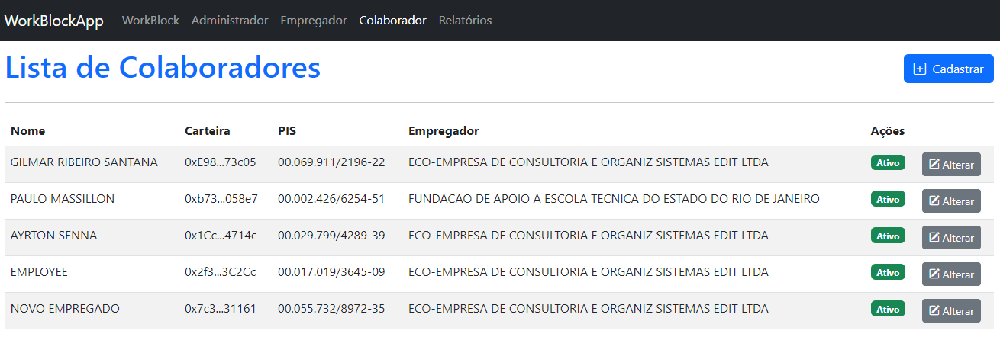 WorkBlockApp WorkBlock Administrador Empregador Colaborador Relatórios
Lista de Colaboradores Cadastrar
Nome Carteira PIS Empregador Ações
GILMAR RIBEIRO SANTANA 0xE98...73c05 00.069.911/2196-22 ECO-EMPRESA DE CONSULTORIA E ORGANIZ SISTEMAS EDIT LTDA Ativo Alterar
PAULO MASSILLON 0xb73...058e7 00.002.426/6254-51 FUNDACAO DE APOIO A ESCOLA TECNICA DO ESTADO DO RIO DE JANEIRO Ativo Alterar
AYRTON SENNA 0x1Cc...4714c 00.029.799/4289-39 ECO-EMPRESA DE CONSULTORIA E ORGANIZ SISTEMAS EDIT LTDA Ativo Alterar
EMPLOYEE 0x2f3...3C2Cc 00.017.019/3645-09 ECO-EMPRESA DE CONSULTORIA E ORGANIZ SISTEMAS EDIT LTDA Ativo Alterar
NOVO EMPREGADO 0x7c3...31161 00.055.732/8972-35 ECO-EMPRESA DE CONSULTORIA E ORGANIZ SISTEMAS EDIT LTDA Ativo Alterar